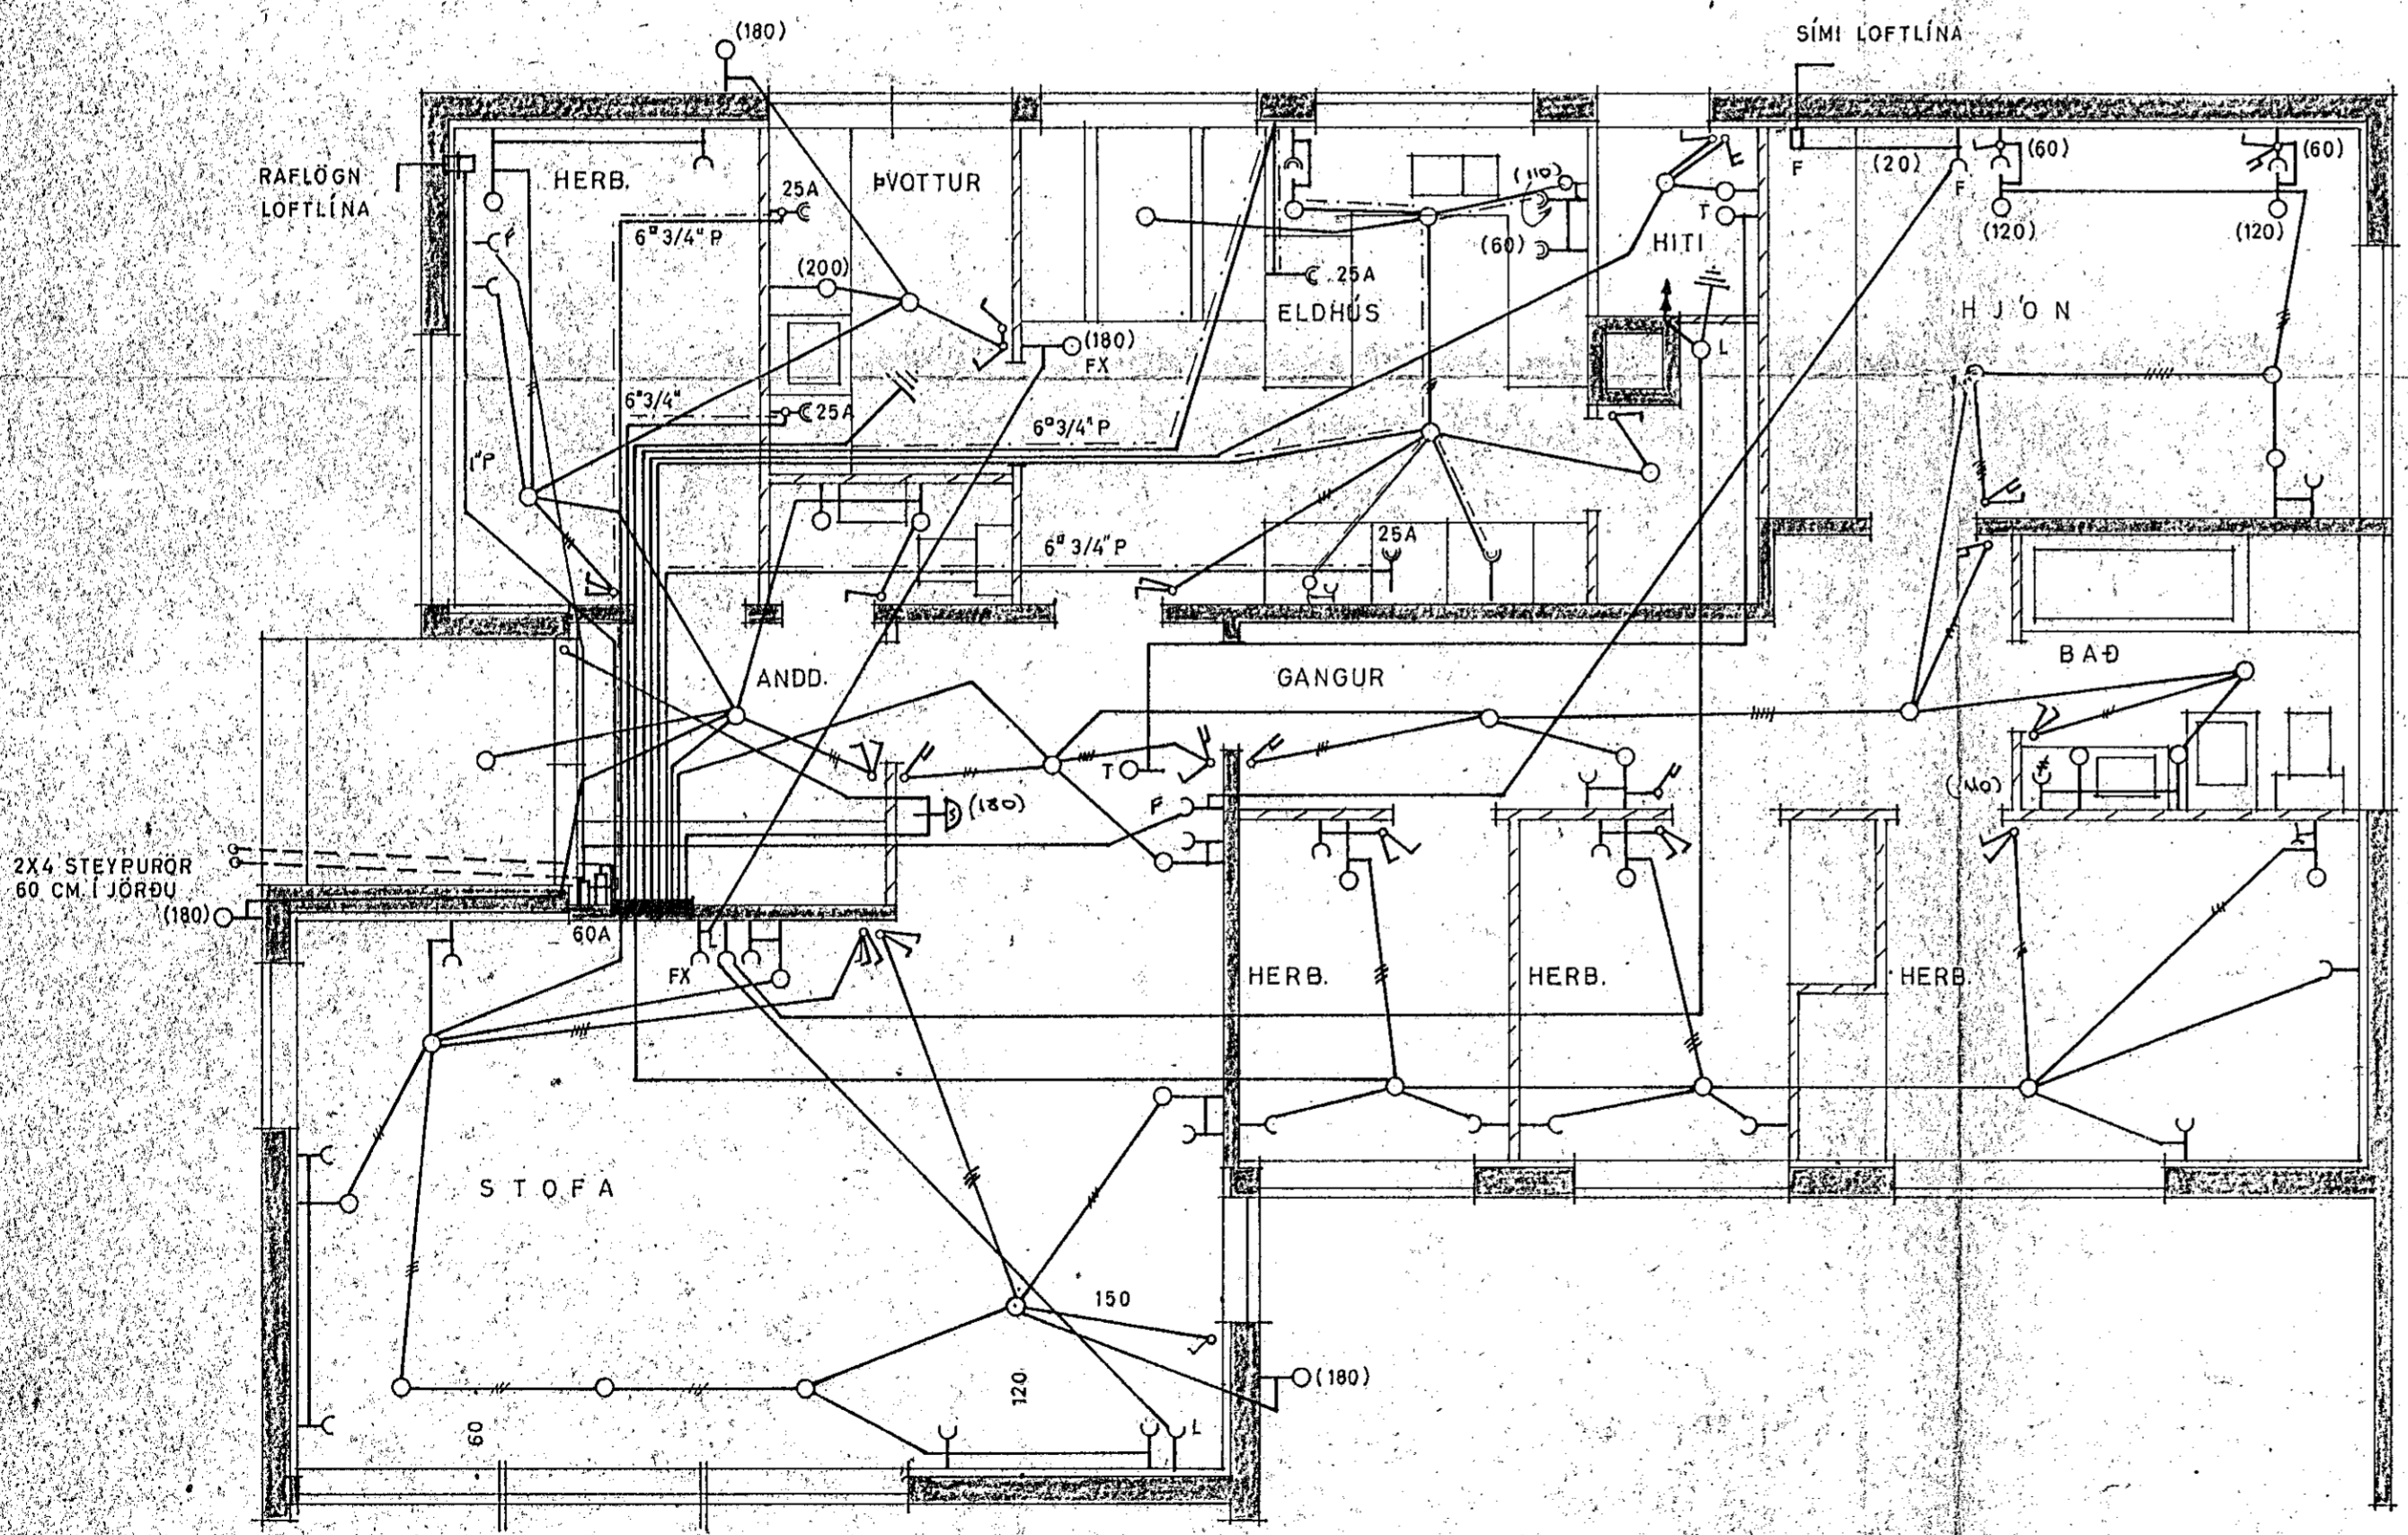 (180)
SÍMI LOFTLÍNA
RAFLÖGN
LOFTLÍNA
HERB.
ÞVOTTUR
25A
6▫ 3/4" P
(200)
F
(110)
(60)
T
HITI
F
(20)
F
(60)
(60)
(120)
(120)
25A
ELDHÚS
HJÓN
(180)
FX
L
6▫3/4"
25A
6▫3/4" P
1"P
6▫ 3/4" P
25A
ANDD.
GANGUR
BAÐ
T
F
(180)
(110)
2X4 STEYPURÖR
60 CM. Í JÖRÐU
(180)
60A
FX
L
HERB.
HERB.
HERB.
STOFA
150
120
(180)
60
L